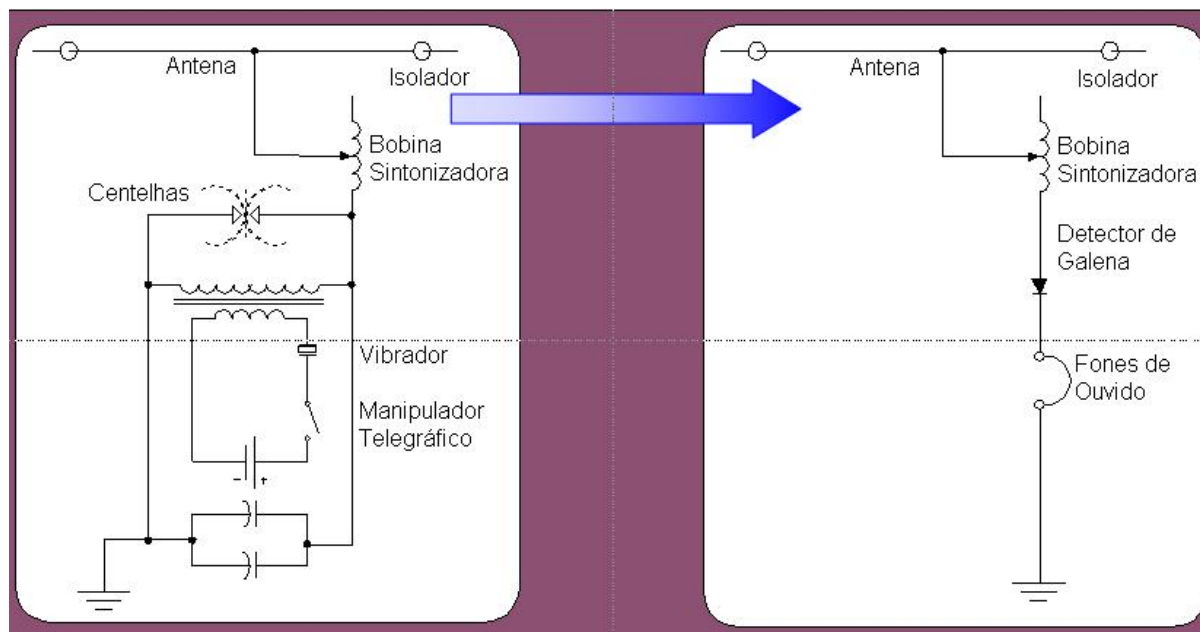 Antena
Isolador
Bobina
Sintonizadora
Centelhas
Vibrador
Manipulador
Telegráfico
- +
Antena
Isolador
Bobina
Sintonizadora
Detector de
Galena
Fones de
Ouvido